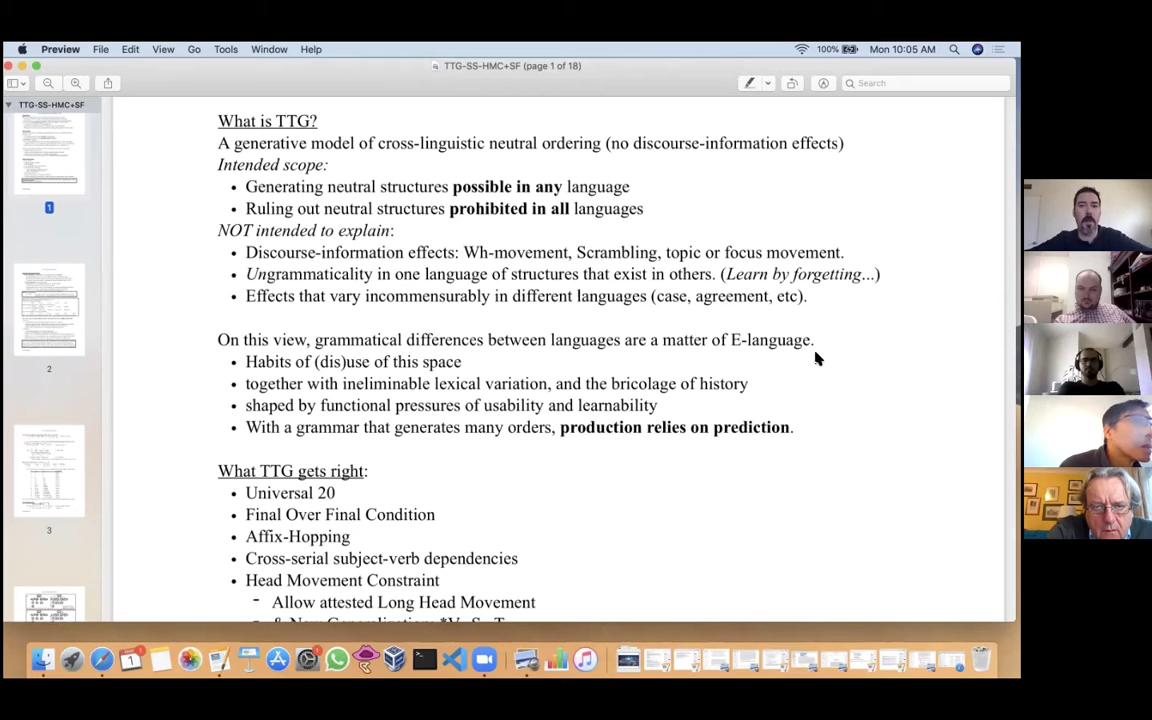 Preview File Edit View Go Tools Window Help 100% Mon 10:05 AM
TTG-SS-HMC+SF (page 1 of 18)
Search
TTG-SS-HMC+SF
What is TTG?
A generative model of cross-linguistic neutral ordering (no discourse-information effects)
Intended scope:
• Generating neutral structures possible in any language
• Ruling out neutral structures prohibited in all languages
NOT intended to explain:
• Discourse-information effects: Wh-movement, Scrambling, topic or focus movement.
• Ungrammaticality in one language of structures that exist in others. (Learn by forgetting...)
• Effects that vary incommensurably in different languages (case, agreement, etc).
On this view, grammatical differences between languages are a matter of E-language.
• Habits of (dis)use of this space
• together with ineliminable lexical variation, and the bricolage of history
• shaped by functional pressures of usability and learnability
• With a grammar that generates many orders, production relies on prediction.
What TTG gets right:
• Universal 20
• Final Over Final Condition
• Affix-Hopping
• Cross-serial subject-verb dependencies
• Head Movement Constraint
- Allow attested Long Head Movement
1
2
3